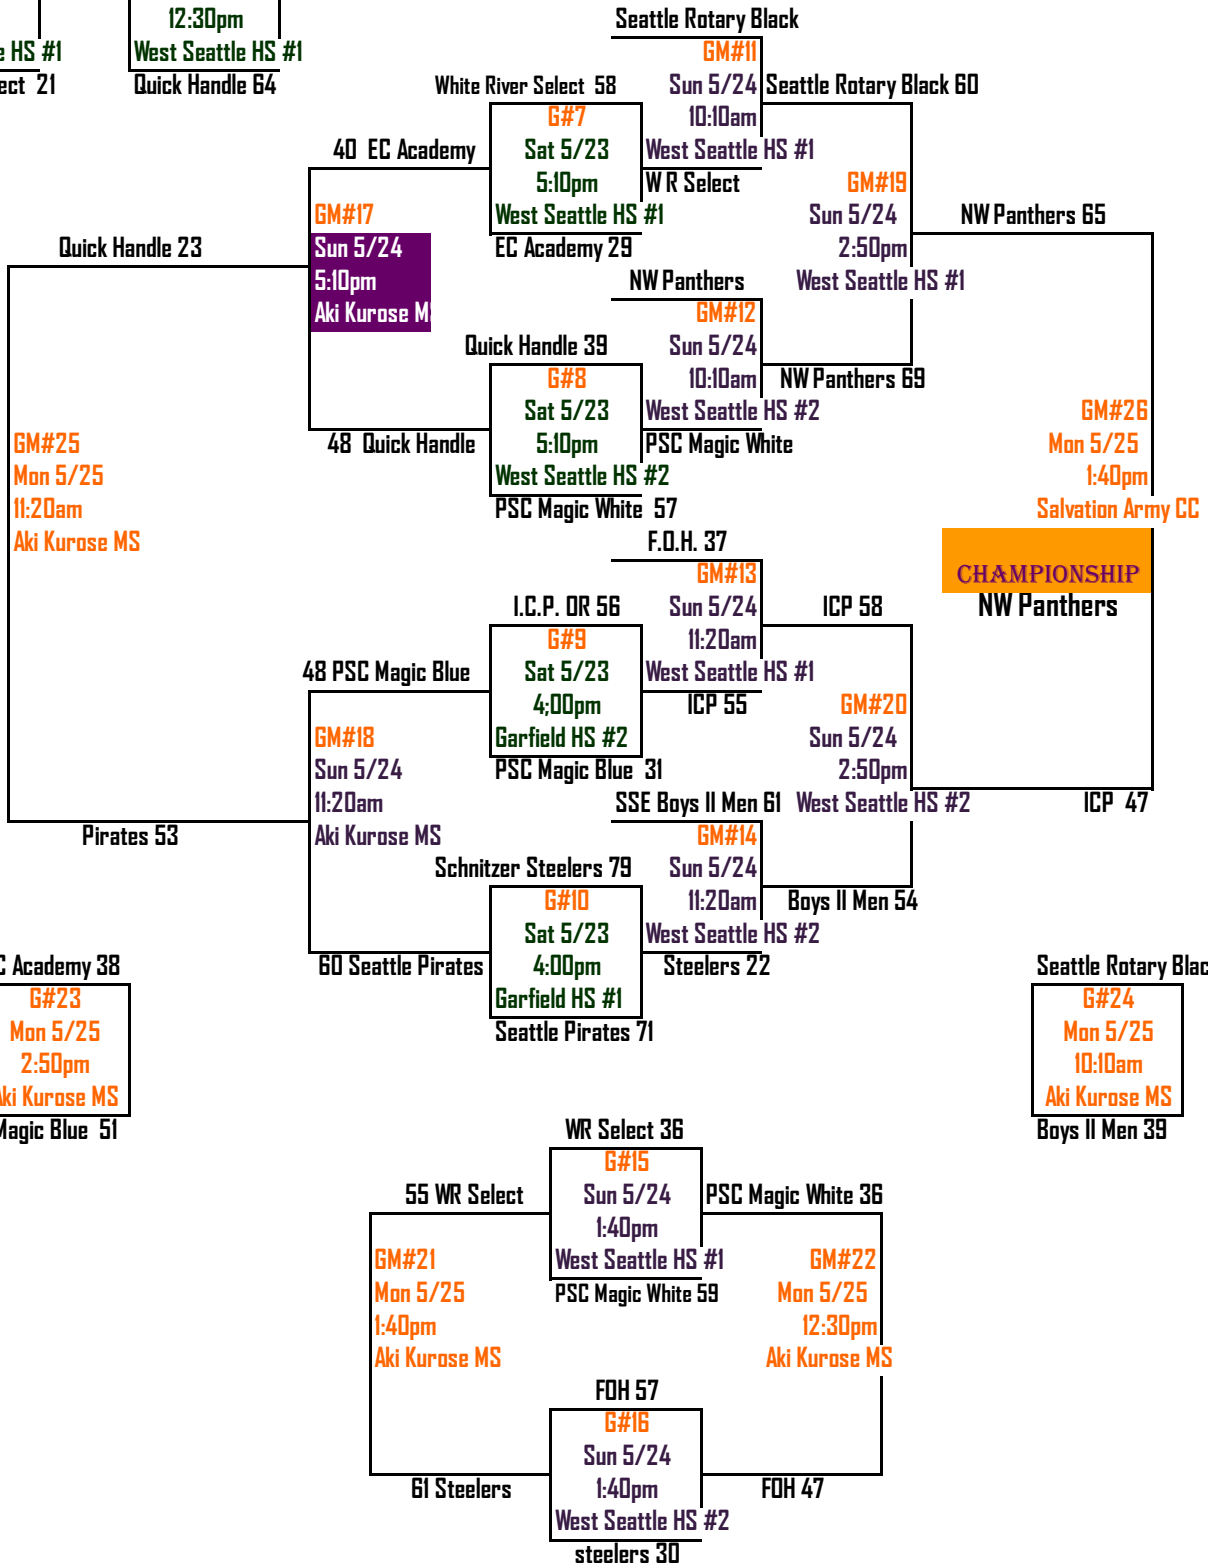 12:30pm
Seattle Rotary Black
HS #1
West Seattle HS #1
GM#11
21
Quick Handle 64
White River Select 58
Sun 5/24
Seattle Rotary Black 60
G#7
10:10am
40 EC Academy
Sat 5/23
West Seattle HS #1
5:10pm
W R Select
GM#19
GM#17
West Seattle HS #1
Sun 5/24
NW Panthers 65
Quick Handle 23
Sun 5/24
EC Academy 29
2:50pm
5:10pm
NW Panthers
West Seattle HS #1
Aki Kurose M
GM#12
Quick Handle 39
Sun 5/24
G#8
10:10am
NW Panthers 69
Sat 5/23
West Seattle HS #2
GM#26
GM#25
48 Quick Handle
5:10pm
PSC Magic White
Mon 5/25
Mon 5/25
West Seattle HS #2
1:40pm
11:20am
PSC Magic White 57
Salvation Army CC
Aki Kurose MS
F.O.H. 37
GM#13
CHAMPIONSHIP
I.C.P. OR 56
Sun 5/24
ICP 58
NW Panthers
G#9
11:20am
48 PSC Magic Blue
Sat 5/23
West Seattle HS #1
4;00pm
ICP 55
GM#20
GM#18
Garfield HS #2
Sun 5/24
Sun 5/24
PSC Magic Blue 31
2:50pm
11:20am
SSE Boys II Men 61
West Seattle HS #2
ICP 47
Pirates 53
Aki Kurose MS
GM#14
Schnitzer Steelers 79
Sun 5/24
G#10
11:20am
Boys II Men 54
Sat 5/23
West Seattle HS #2
Academy 38
60 Seattle Pirates
4:00pm
Steelers 22
Seattle Rotary Blac
G#23
Garfield HS #1
G#24
Mon 5/25
Seattle Pirates 71
Mon 5/25
2:50pm
10:10am
Aki Kurose MS
Aki Kurose MS
Magic Blue 51
WR Select 36
Boys II Men 39
G#15
55 WR Select
Sun 5/24
PSC Magic White 36
1:40pm
GM#21
West Seattle HS #1
GM#22
Mon 5/25
PSC Magic White 59
Mon 5/25
1:40pm
12:30pm
Aki Kurose MS
Aki Kurose MS
FOH 57
G#16
Sun 5/24
61 Steelers
1:40pm
FOH 47
West Seattle HS #2
steelers 30